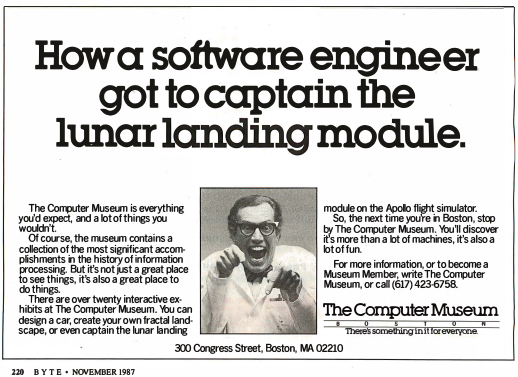 How a software engineer
got to captain the
lunar landing module.
The Computer Museum is everything
you'd expect, and a lot of things you
wouldn't.
Of course, the museum contains a
collection of the most significant accom-
plishments in the history of information
processing. But it's not just a great place
to see things, it's also a great place to
do things.
There are over twenty interactive ex-
hibits at The Computer Museum. You can
design a car, create your own fractal land-
scape, or even captain the lunar landing
module on the Apollo flight simulator.
So, the next time you're in Boston, stop
by The Computer Museum. You'll discover
it's more than a lot of machines, it's also a
lot of fun.
For more information, or to become a
Museum Member, write The Computer
Museum, or call (617) 423-6758.
The Computer Museum
BOSTON
There's something in it for everyone.
300 Congress Street, Boston, MA 02210
220 BYTE • NOVEMBER 1987